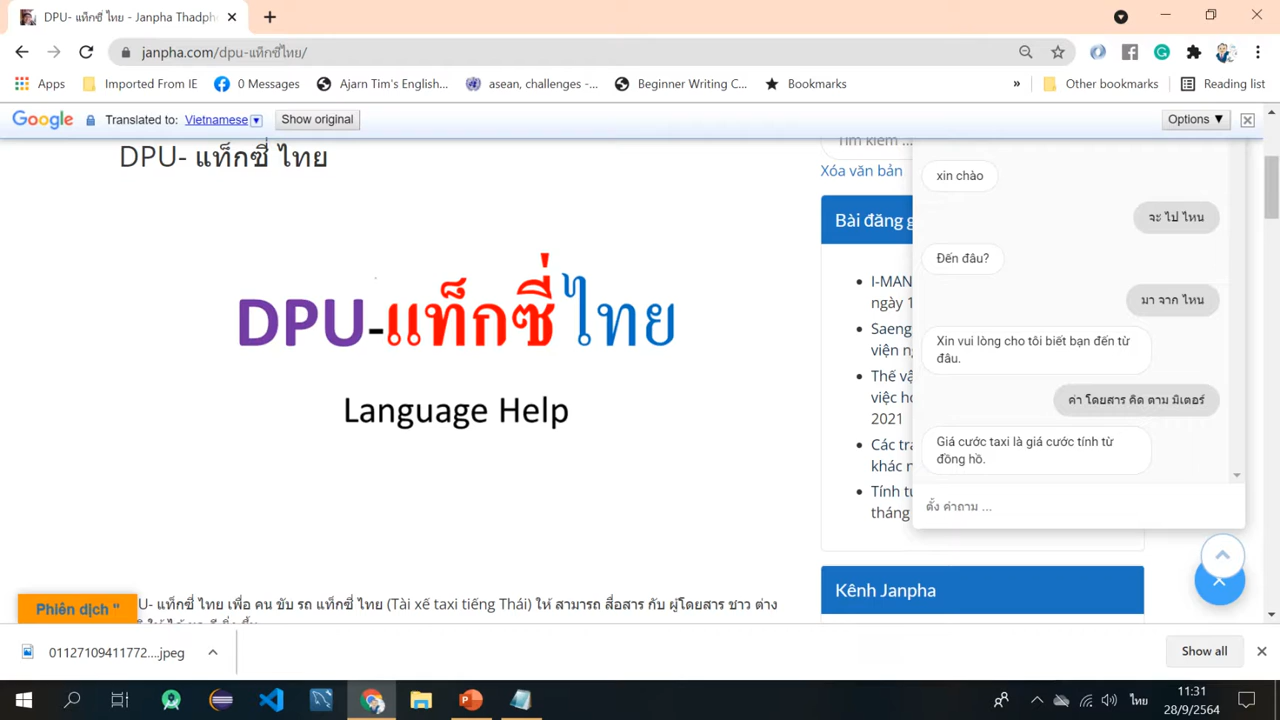 DPU- แท็กซี่ ไทย - Janpha Thadph
janpha.com/dpu-แท็กซี่ไทย/
Apps
Imported From IE
0 Messages
Ajarn Tim's English...
asean, challenges -...
Beginner Writing C...
Bookmarks
»
Other bookmarks
Reading list
Google
Translated to: Vietnamese
Show original
Options ▼
DPU- แท็กซี่ ไทย
Tìm kiếm ...
Xóa văn bản
Bài đăng g
I-MAN
ngày 1
Saeng
viện n
Thế vậ
việc họ
2021
Các tra
khác n
Tính tu
tháng
Kênh Janpha
DPU-แท็กซี่ ไทย
Language Help
xin chào
จะ ไป ไหน
Đến đâu?
มา จาก ไหน
Xin vui lòng cho tôi biết bạn đến từ
đâu.
ค่า โดยสาร คิด ตาม มิเตอร์
Giá cước taxi là giá cước tính từ
đồng hồ.
ตั้ง คำถาม ...
Phiên dịch "
U- แท็กซี่ ไทย เพื่อ คน ขับ รถ แท็กซี่ ไทย (Tài xế taxi tiếng Thái) ให้ สามารถ สื่อสาร กับ ผู้โดยสาร ชาว ต่าง
01127109411772....jpeg
Show all
ไทย
11:31
28/9/2564